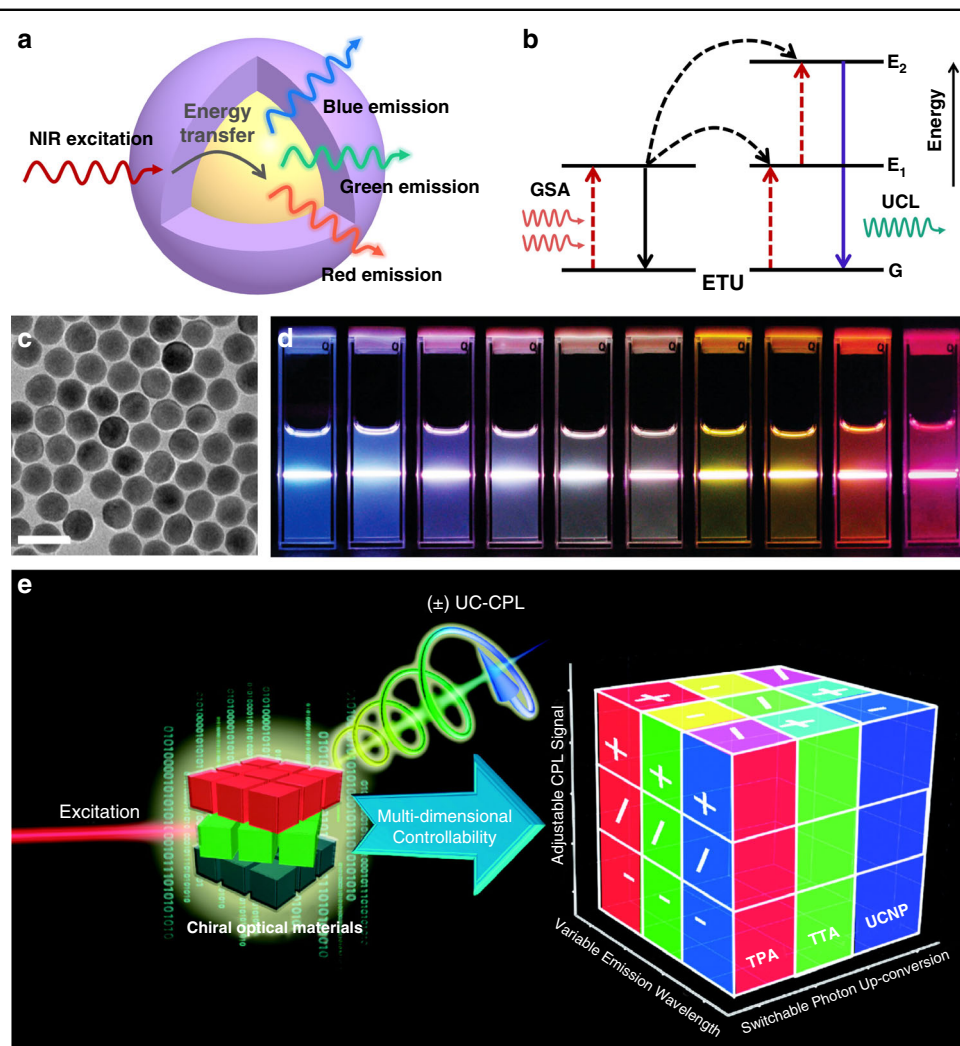 a
NIR excitation
Energy
transfer
Blue emission
Green emission
Red emission
b
E2
E1
G
Energy
GSA
UCL
ETU
c
d
Q
Q
Q
Q
Q
Q
Q
Q
Q
Q
e
(±) UC-CPL
Excitation
Chiral optical materials
Multi-dimensional
Controllability
Adjustable CPL Signal
Variable Emission Wavelength
Switchable Photon Up-conversion
TPA
TTA
UCNP